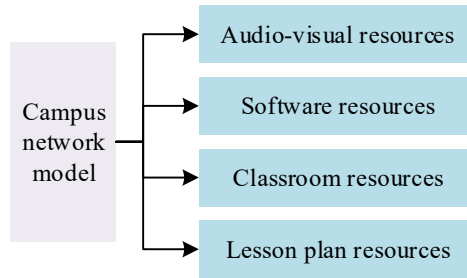 Campus
network
model
Audio-visual resources
Software resources
Classroom resources
Lesson plan resources